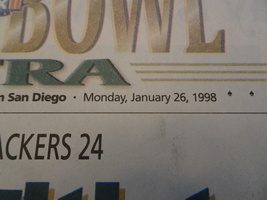 BOWL
TRA
n San Diego · Monday, January 26, 1998
ACKERS 24